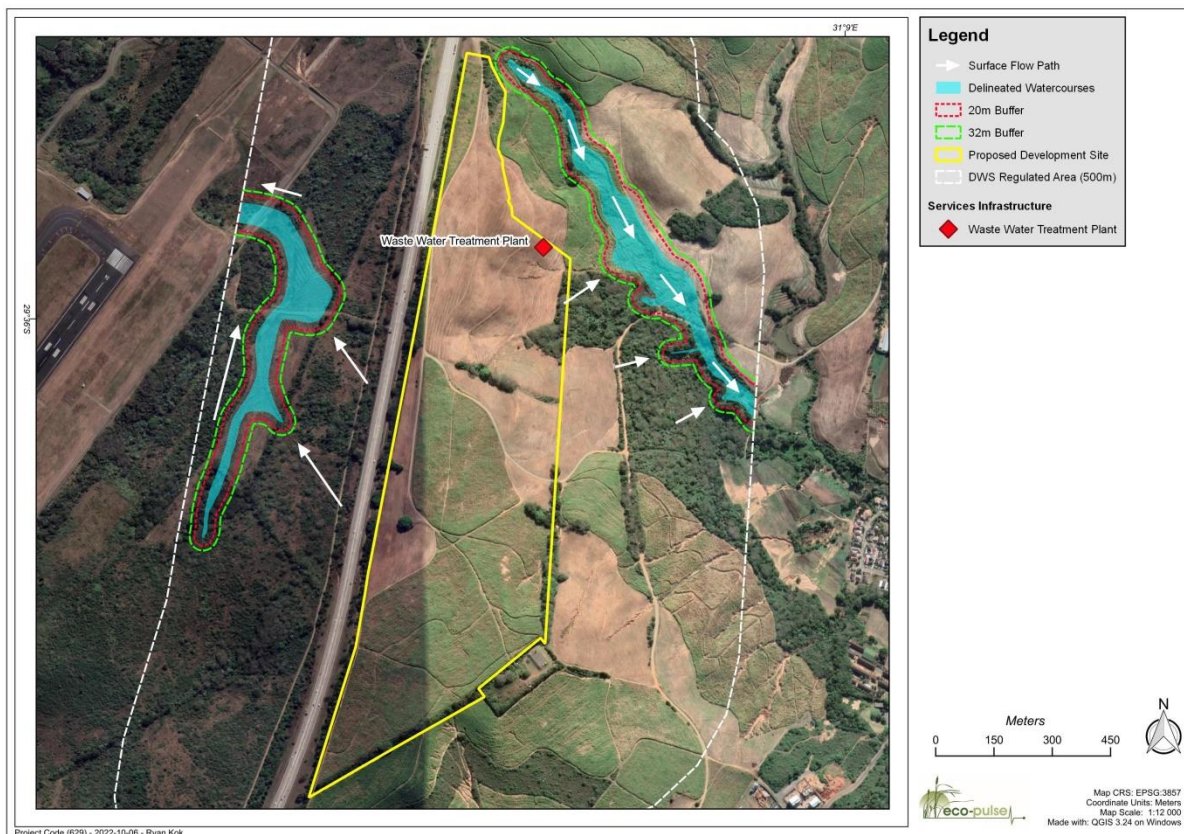 31°9'E
29°36'S
Waste Water Treatment Plant
Legend
Surface Flow Path
Delineated Watercourses
20m Buffer
32m Buffer
Proposed Development Site
DWS Regulated Area (500m)
Services Infrastructure
Waste Water Treatment Plant
Meters
0 150 300 450
N
eco-pulse
Map CRS: EPSG:3857
Coordinate Units: Meters
Map Scale: 1:12 000
Made with: QGIS 3.24 on Windows
Project Code (629) - 2022-10-06 - Ryan Kok